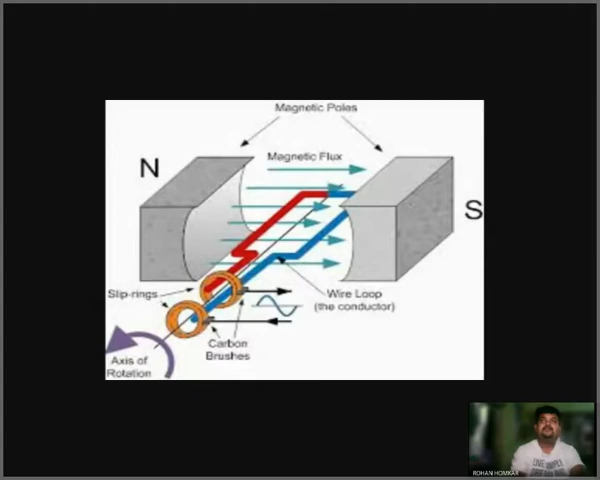 Magnetic Poles
N
Magnetic Flux
S
Slip-rings
Wire Loop
(the conductor)
Carbon
Brushes
Axis of
Rotation
ROHAN HOMKAR